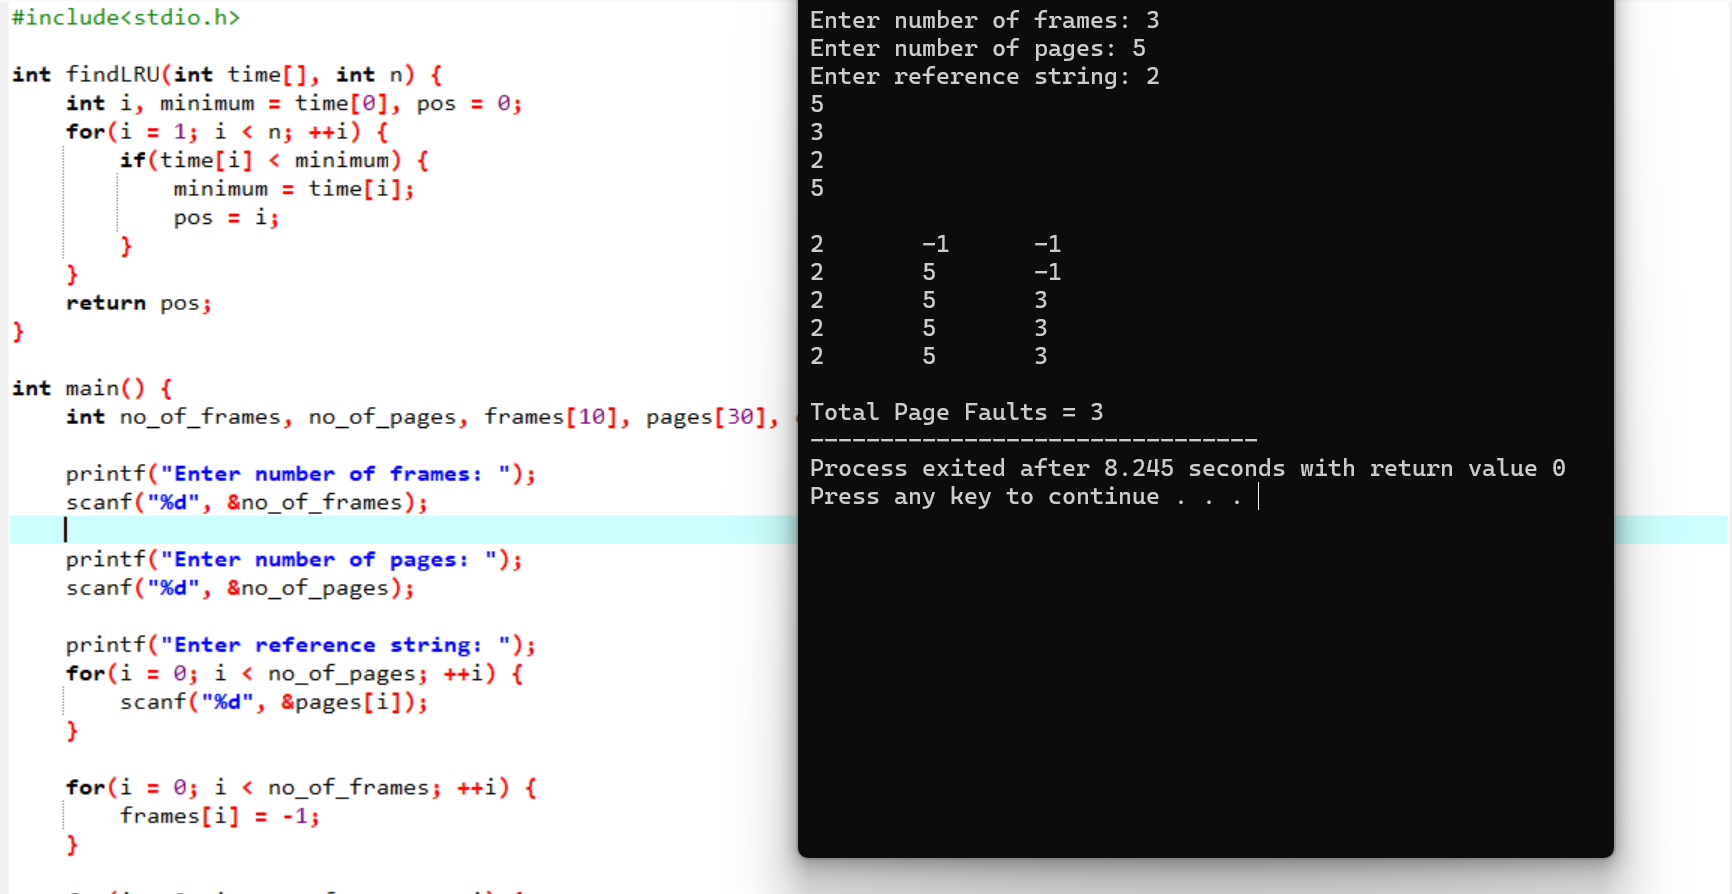 #include<stdio.h>
int findLRU(int time[], int n) {
    int i, minimum = time[0], pos = 0;
    for(i = 1; i < n; ++i) {
        if(time[i] < minimum) {
            minimum = time[i];
            pos = i;
        }
    }
    return pos;
}
int main() {
    int no_of_frames, no_of_pages, frames[10], pages[30],
    printf("Enter number of frames: ");
    scanf("%d", &no_of_frames);
    printf("Enter number of pages: ");
    scanf("%d", &no_of_pages);
    printf("Enter reference string: ");
    for(i = 0; i < no_of_pages; ++i) {
        scanf("%d", &pages[i]);
    }
    for(i = 0; i < no_of_frames; ++i) {
        frames[i] = -1;
    }
Enter number of frames: 3
Enter number of pages: 5
Enter reference string: 2
5
3
2
5
2       -1      -1
2       5       -1
2       5       3
2       5       3
2       5       3
Total Page Faults = 3
--------------------------------
Process exited after 8.245 seconds with return value 0
Press any key to continue . . .